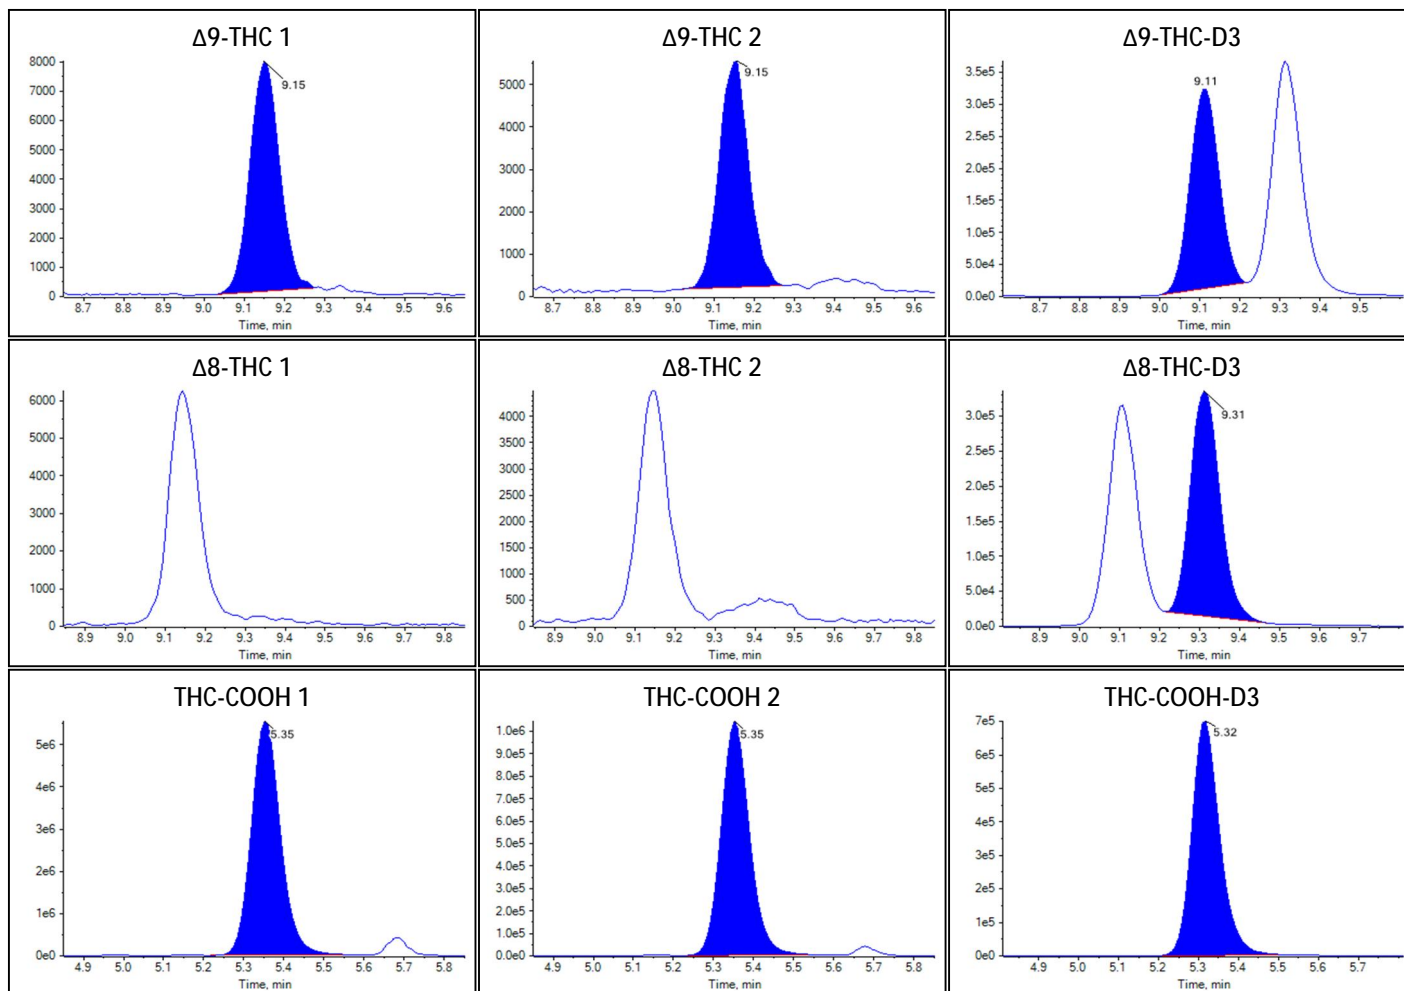 Δ9-THC 1
8000
7000
6000
5000
4000
3000
2000
1000
0
9.15
8.7 8.8 8.9 9.0 9.1 9.2 9.3 9.4 9.5 9.6
Time, min
Δ9-THC 2
5000
4000
3000
2000
1000
0
9.15
8.7 8.8 8.9 9.0 9.1 9.2 9.3 9.4 9.5 9.6
Time, min
Δ9-THC-D3
3.5e5
3.0e5
2.5e5
2.0e5
1.5e5
1.0e5
5.0e4
0.0e0
9.11
8.7 8.8 8.9 9.0 9.1 9.2 9.3 9.4 9.5
Time, min
Δ8-THC 1
6000
5000
4000
3000
2000
1000
0
8.9 9.0 9.1 9.2 9.3 9.4 9.5 9.6 9.7 9.8
Time, min
Δ8-THC 2
4000
3500
3000
2500
2000
1500
1000
500
0
8.9 9.0 9.1 9.2 9.3 9.4 9.5 9.6 9.7 9.8
Time, min
Δ8-THC-D3
3.0e5
2.5e5
2.0e5
1.5e5
1.0e5
5.0e4
0.0e0
9.31
8.9 9.0 9.1 9.2 9.3 9.4 9.5 9.6 9.7
Time, min
THC-COOH 1
5e6
4e6
3e6
2e6
1e6
0e0
5.35
4.9 5.0 5.1 5.2 5.3 5.4 5.5 5.6 5.7 5.8
Time, min
THC-COOH 2
1.0e6
9.0e5
8.0e5
7.0e5
6.0e5
5.0e5
4.0e5
3.0e5
2.0e5
1.0e5
0.0e0
5.35
4.9 5.0 5.1 5.2 5.3 5.4 5.5 5.6 5.7 5.8
Time, min
THC-COOH-D3
7e5
6e5
5e5
4e5
3e5
2e5
1e5
0e0
5.32
4.9 5.0 5.1 5.2 5.3 5.4 5.5 5.6 5.7
Time, min